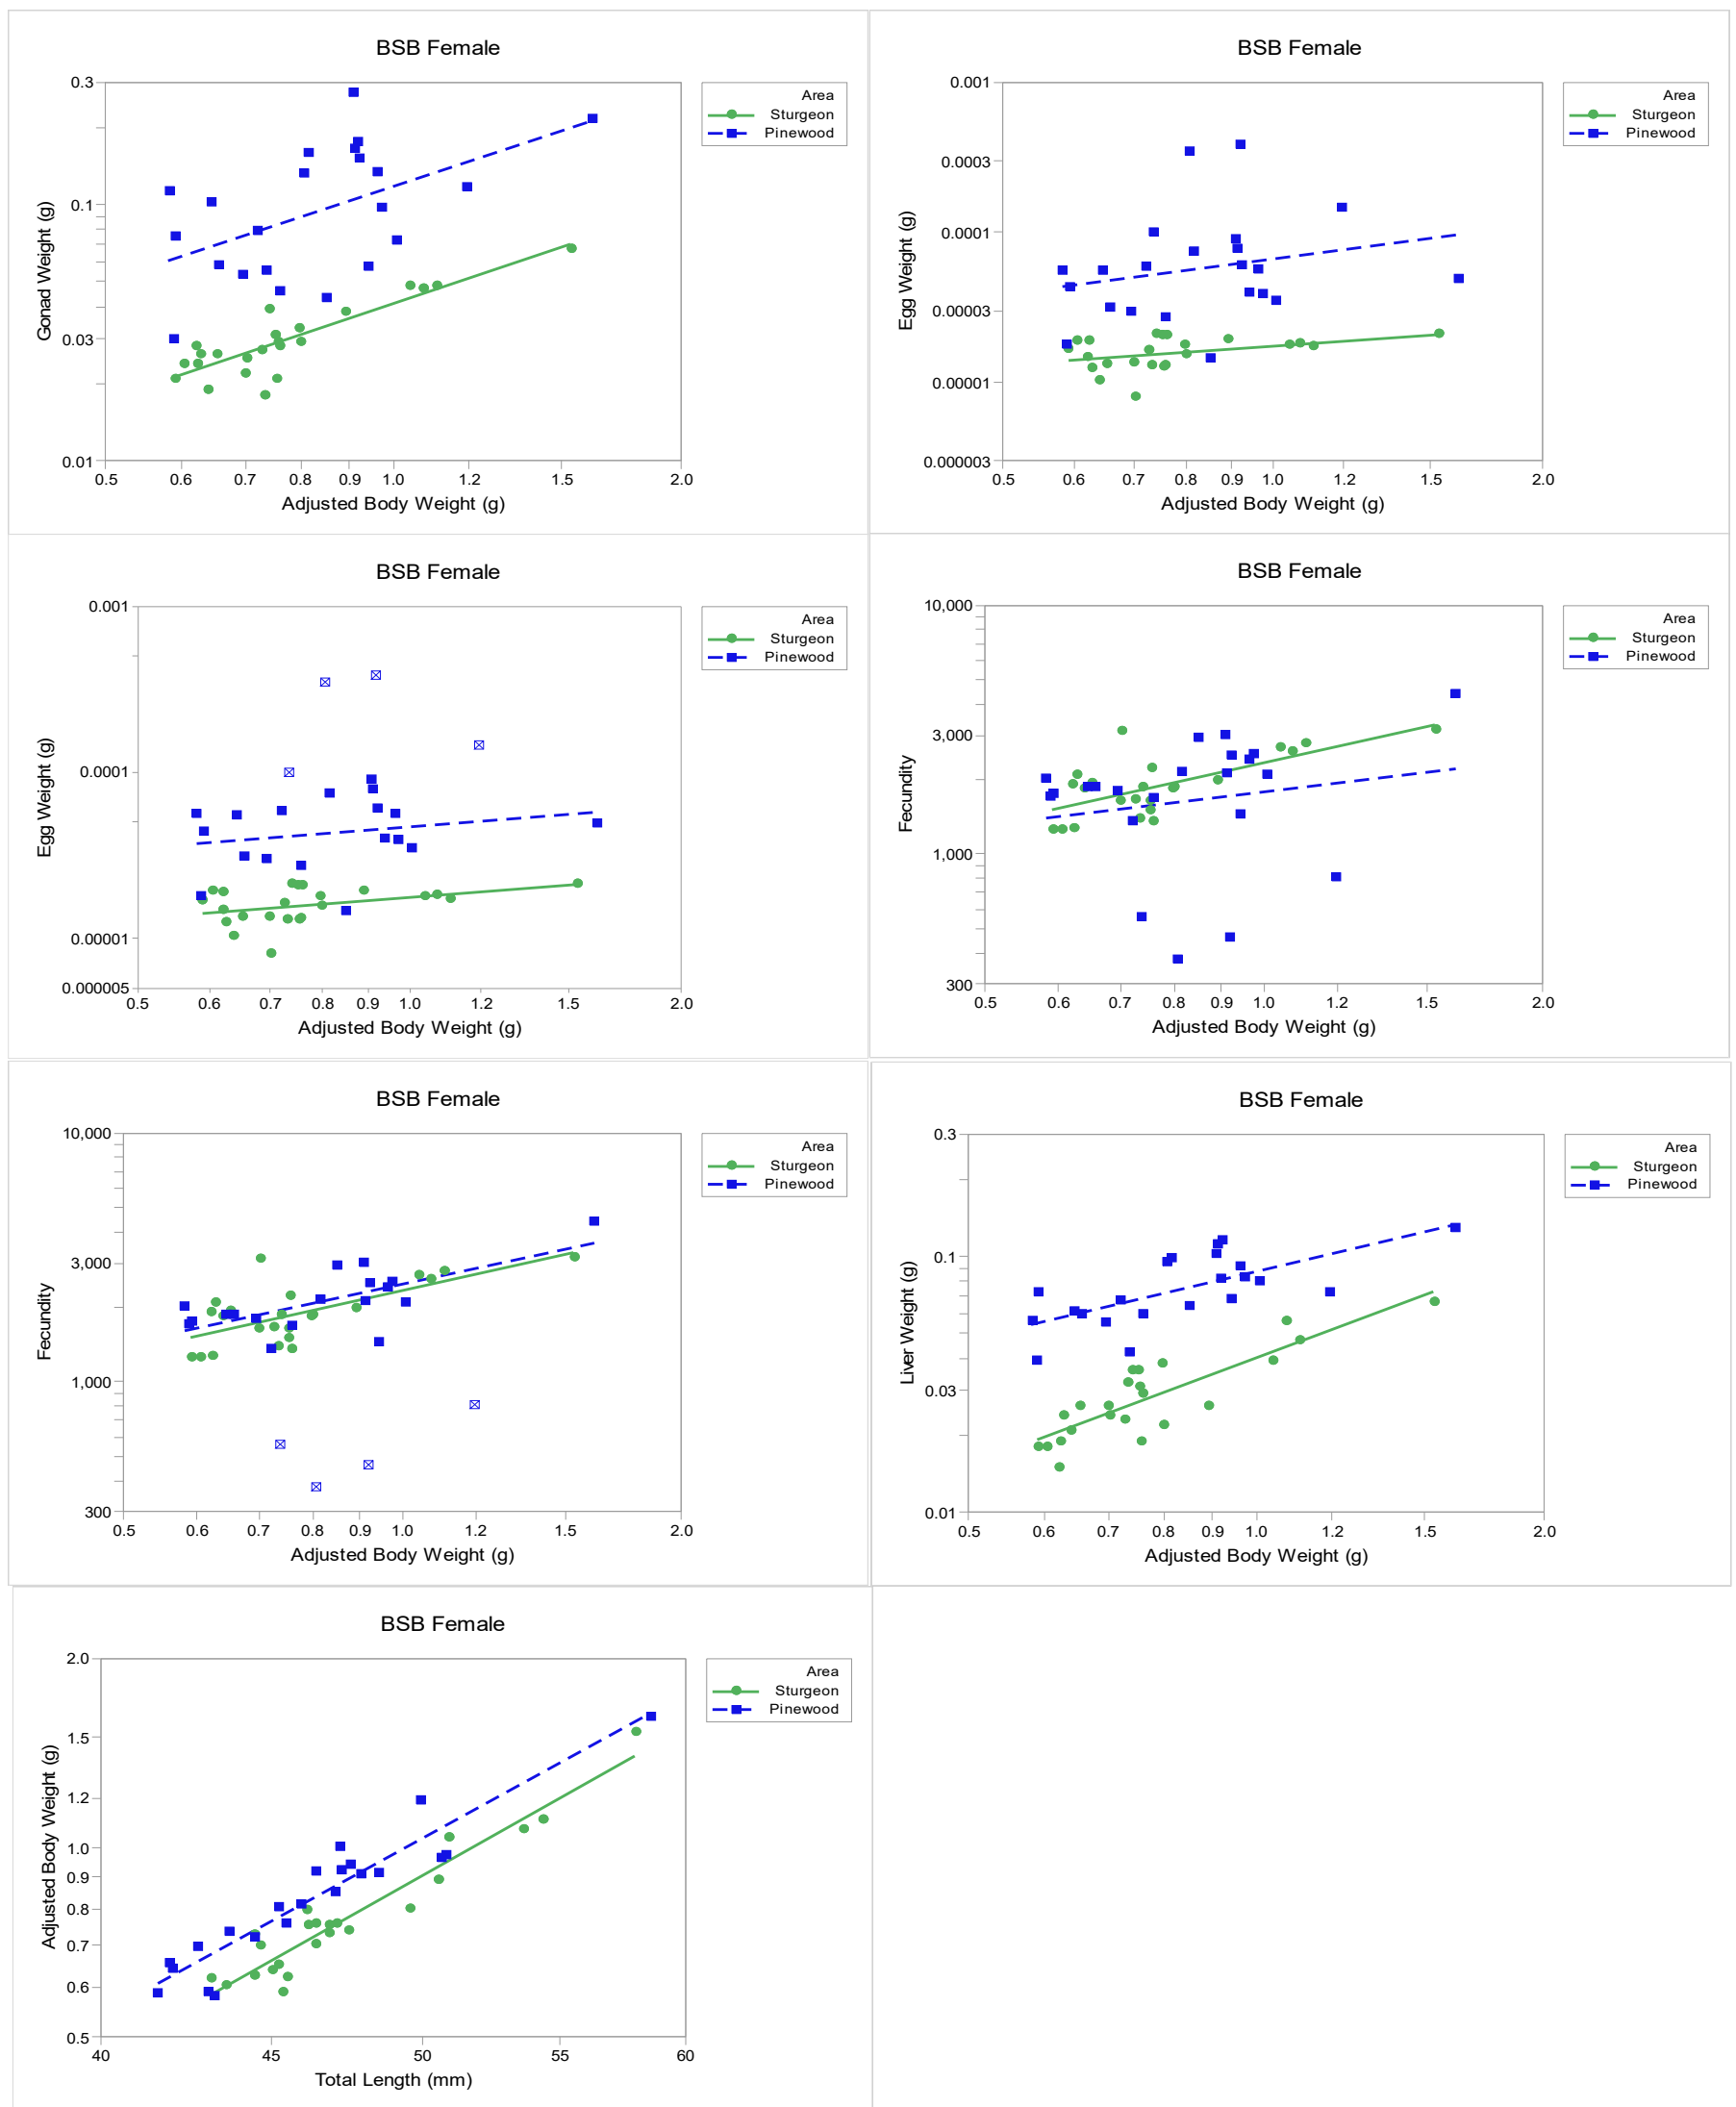 BSB Female
0.3
0.1
0.03
0.01
Gonad Weight (g)
0.5 0.6 0.7 0.8 0.9 1.0 1.2 1.5 2.0
Adjusted Body Weight (g)
Area
Sturgeon
Pinewood
BSB Female
0.001
0.0003
0.0001
0.00003
0.00001
0.000003
Egg Weight (g)
0.5 0.6 0.7 0.8 0.9 1.0 1.2 1.5 2.0
Adjusted Body Weight (g)
Area
Sturgeon
Pinewood
BSB Female
0.001
0.0001
0.00001
0.000005
Egg Weight (g)
0.5 0.6 0.7 0.8 0.9 1.0 1.2 1.5 2.0
Adjusted Body Weight (g)
Area
Sturgeon
Pinewood
BSB Female
10,000
3,000
1,000
300
Fecundity
0.5 0.6 0.7 0.8 0.9 1.0 1.2 1.5 2.0
Adjusted Body Weight (g)
Area
Sturgeon
Pinewood
BSB Female
10,000
3,000
1,000
300
Fecundity
0.5 0.6 0.7 0.8 0.9 1.0 1.2 1.5 2.0
Adjusted Body Weight (g)
Area
Sturgeon
Pinewood
BSB Female
0.3
0.1
0.03
0.01
Liver Weight (g)
0.5 0.6 0.7 0.8 0.9 1.0 1.2 1.5 2.0
Adjusted Body Weight (g)
Area
Sturgeon
Pinewood
BSB Female
2.0
1.5
1.2
1.0
0.9
0.8
0.7
0.6
0.5
Adjusted Body Weight (g)
40 45 50 55 60
Total Length (mm)
Area
Sturgeon
Pinewood